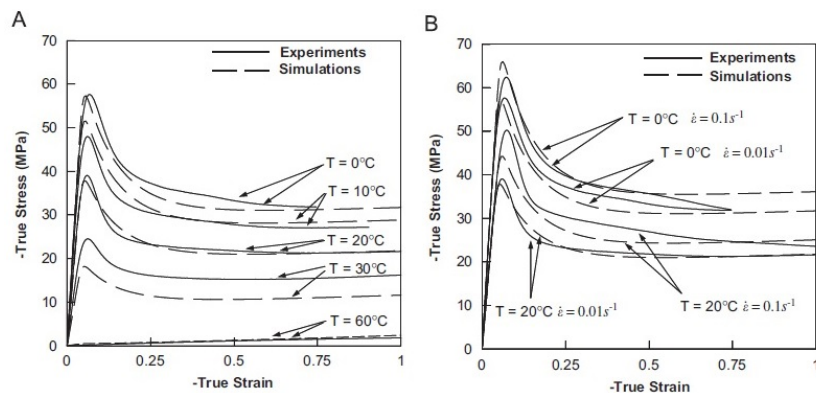 A
70
60
50
40
30
20
10
0
-True Stress (MPa)
Experiments
Simulations
T = 0°C
T = 10°C
T = 20°C
T = 30°C
T = 60°C
0
0.25
0.5
0.75
1
-True Strain
B
70
60
50
40
30
20
10
0
-True Stress (MPa)
Experiments
Simulations
T = 0°C ε̇ = 0.1s⁻¹
T = 0°C ε̇ = 0.01s⁻¹
T = 20°C ε̇ = 0.01s⁻¹
T = 20°C ε̇ = 0.1s⁻¹
0
0.25
0.5
0.75
1
-True Strain